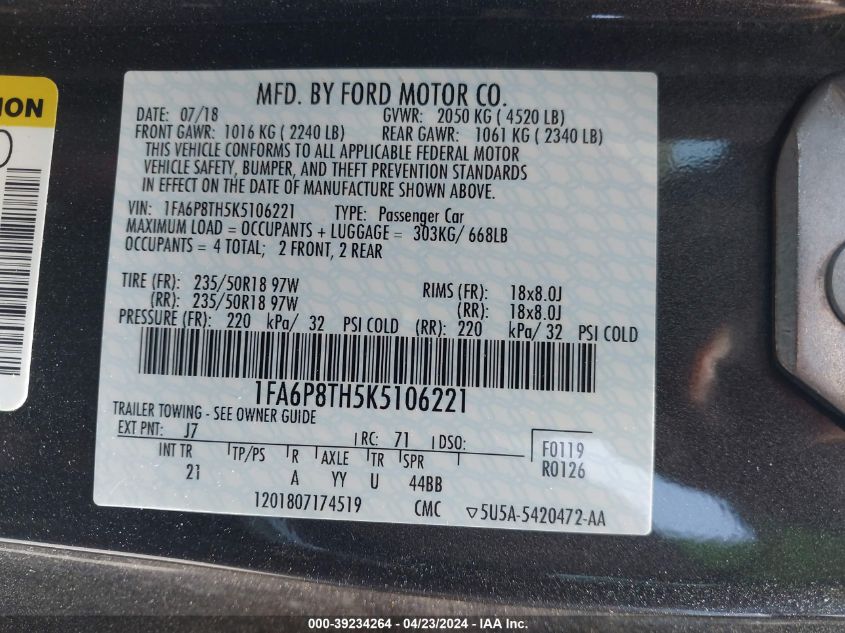 MFD. BY FORD MOTOR CO.
DATE: 07/18 GVWR: 2050 KG ( 4520 LB)
FRONT GAWR: 1016 KG ( 2240 LB) REAR GAWR: 1061 KG ( 2340 LB)
THIS VEHICLE CONFORMS TO ALL APPLICABLE FEDERAL MOTOR
VEHICLE SAFETY, BUMPER, AND THEFT PREVENTION STANDARDS
IN EFFECT ON THE DATE OF MANUFACTURE SHOWN ABOVE.
VIN: 1FA6P8TH5K5106221 TYPE: Passenger Car
MAXIMUM LOAD = OCCUPANTS + LUGGAGE = 303KG/ 668LB
OCCUPANTS = 4 TOTAL; 2 FRONT, 2 REAR
TIRE (FR): 235/50R18 97W RIMS (FR): 18x8.0J
(RR): 235/50R18 97W (RR): 18x8.0J
PRESSURE (FR): 220 kPa/ 32 PSI COLD (RR): 220 kPa/ 32 PSI COLD
1FA6P8TH5K5106221
TRAILER TOWING - SEE OWNER GUIDE
EXT PNT: J7 RC: 71 DSO:
INT TR TP/PS R AXLE TR SPR
21 A YY U 44BB
F0119
R0126
1201807174519 CMC ▽5U5A-5420472-AA
ION
000-39234264 - 04/23/2024 - IAAI Inc.